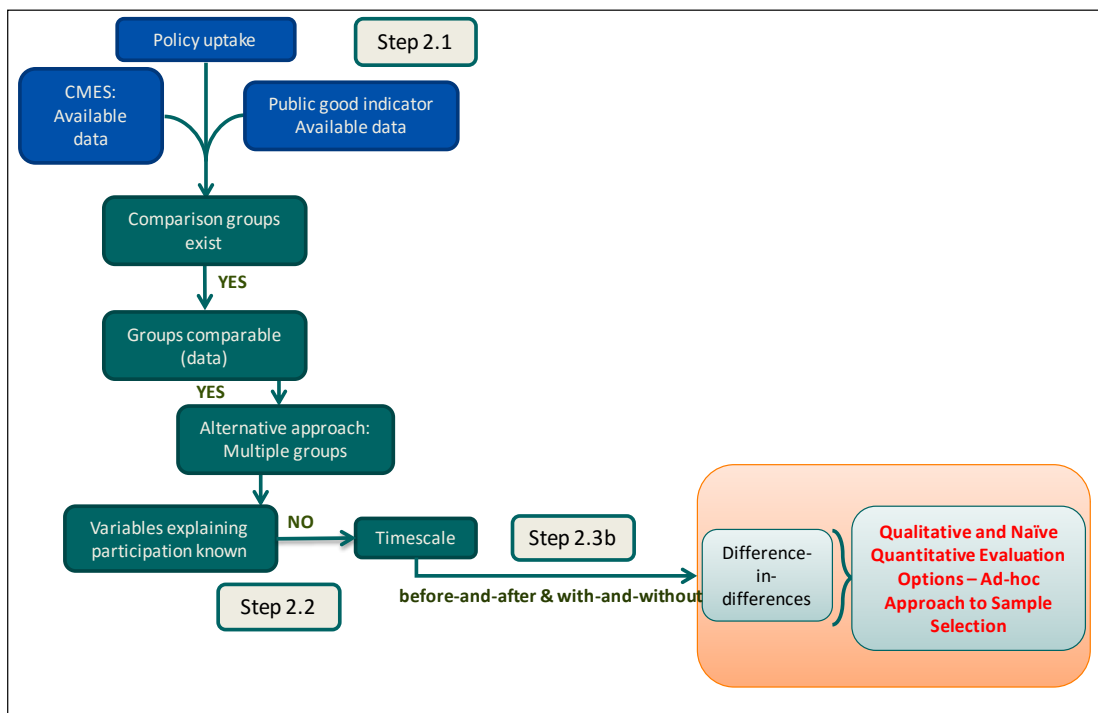 Policy uptake
Step 2.1
CMES:
Available
data
Public good indicator
Available data
Comparison groups
exist
YES
Groups comparable
(data)
YES
Alternative approach:
Multiple groups
Variables explaining
participation known
NO
Timescale
Step 2.2
Step 2.3b
before-and-after & with-and-without
Difference-
in-
differences
Qualitative and Naïve
Quantitative Evaluation
Options – Ad-hoc
Approach to Sample
Selection